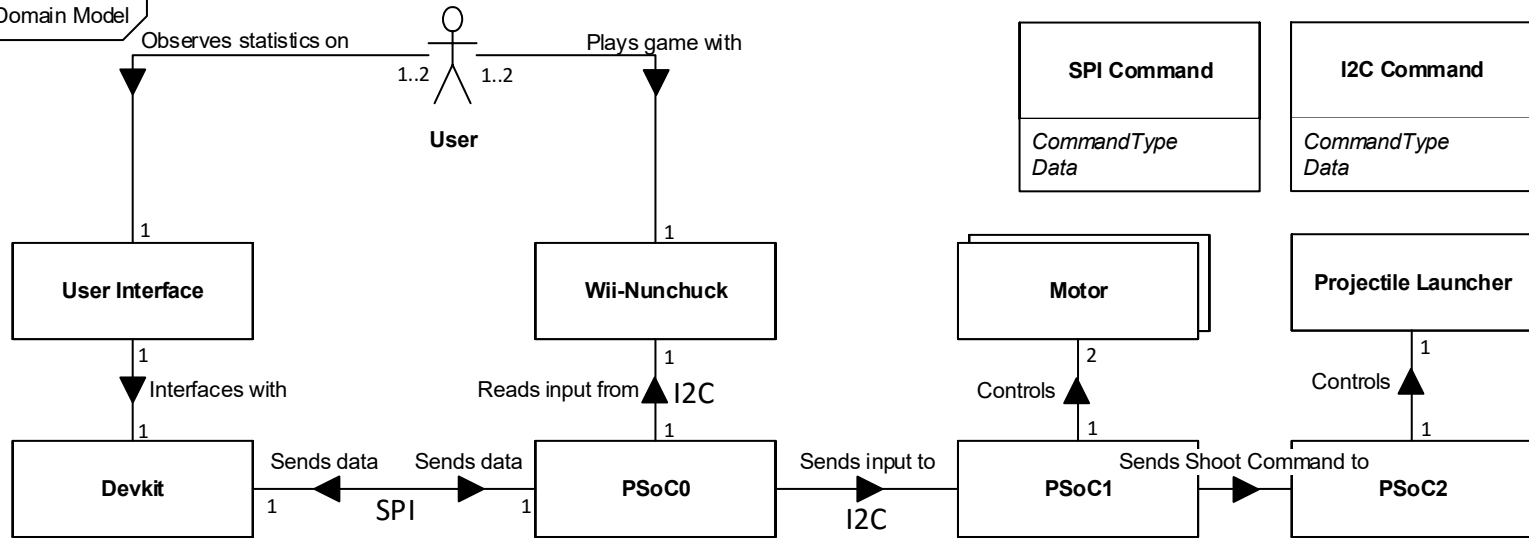 Domain Model
Observes statistics on
Plays game with
1..2
1..2
User
SPI Command
CommandType
Data
I2C Command
CommandType
Data
1
1
User Interface
Wii-Nunchuck
Motor
Projectile Launcher
1
1
2
1
Interfaces with
Reads input from
I2C
Controls
Controls
1
1
1
1
Devkit
Sends data
Sends data
1
SPI
1
PSoC0
Sends input to
I2C
PSoC1
Sends Shoot Command to
PSoC2